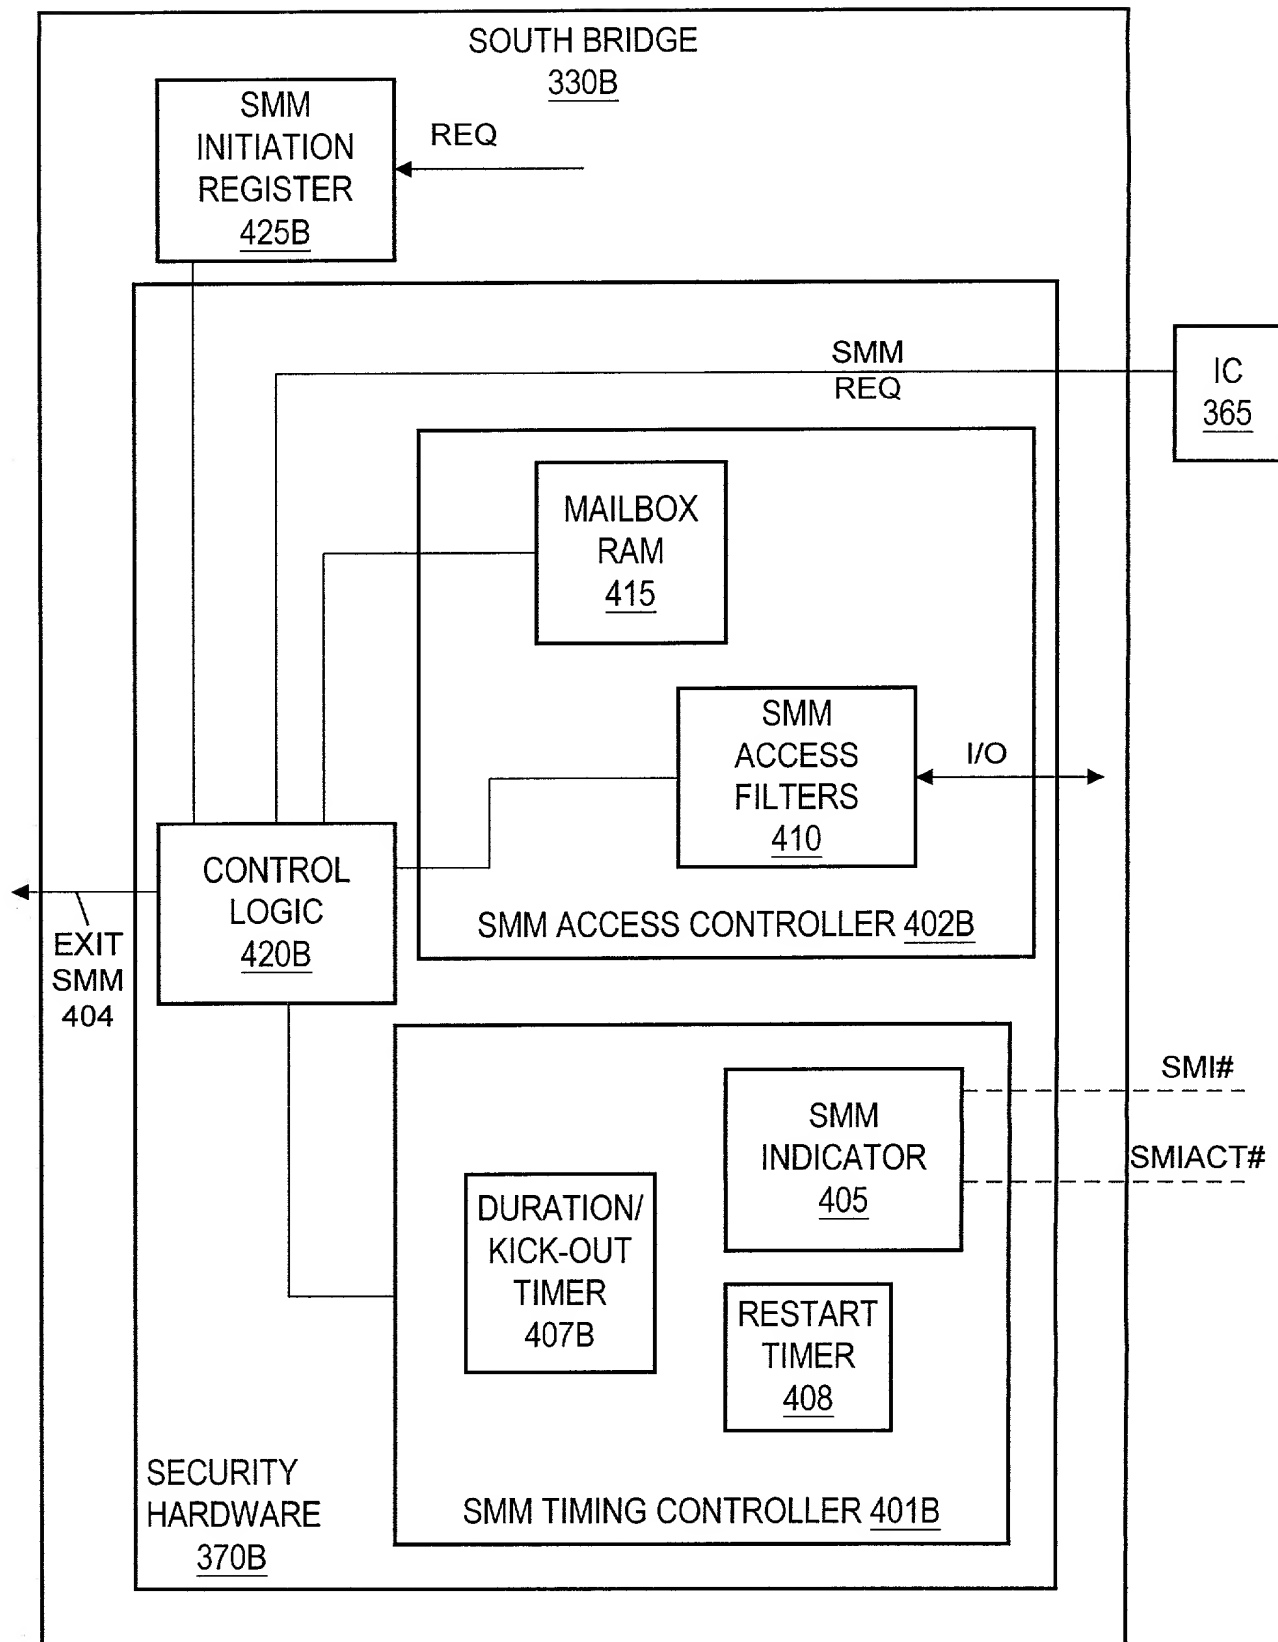 SOUTH BRIDGE
330B
SMM
INITIATION
REGISTER
425B
REQ
SMM
REQ
IC
365
MAILBOX
RAM
415
SMM
ACCESS
FILTERS
410
I/O
CONTROL
LOGIC
420B
SMM ACCESS CONTROLLER 402B
EXIT
SMM
404
SMI#
SMM
INDICATOR
405
SMIACT#
DURATION/
KICK-OUT
TIMER
407B
RESTART
TIMER
408
SECURITY
HARDWARE
370B
SMM TIMING CONTROLLER 401B